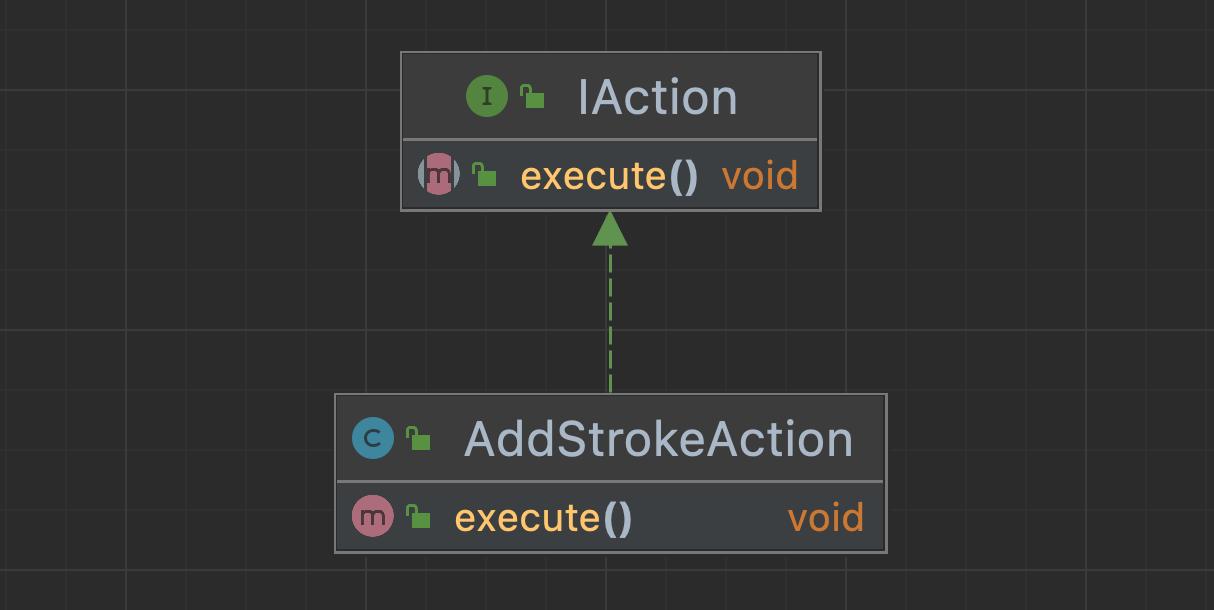 I IAction
m execute() void
C AddStrokeAction
m execute() void